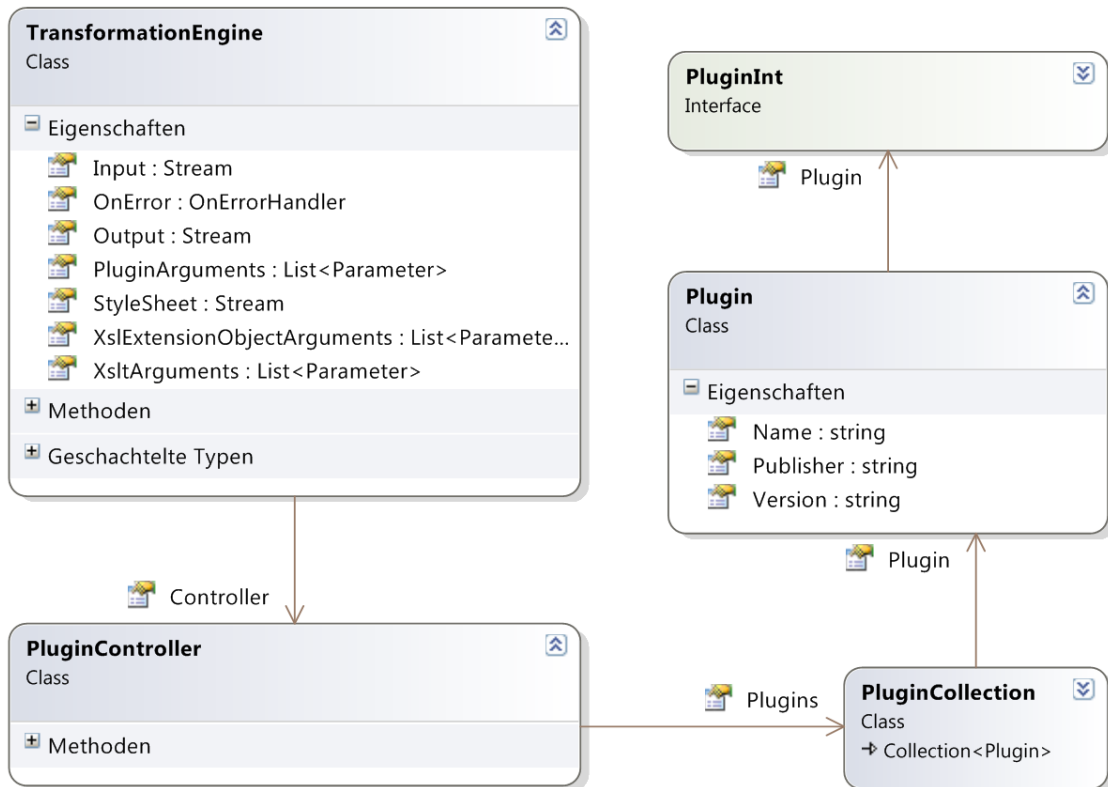 TransformationEngine
Class
Eigenschaften
Input : Stream
OnError : OnErrorHandler
Output : Stream
PluginArguments : List<Parameter>
StyleSheet : Stream
XslExtensionObjectArguments : List<Paramete...
XsltArguments : List<Parameter>
Methoden
Geschachtelte Typen
Controller
PluginController
Class
Methoden
Plugins
PluginCollection
Class
Collection<Plugin>
Plugin
Plugin
Class
Eigenschaften
Name : string
Publisher : string
Version : string
Plugin
PluginInt
Interface